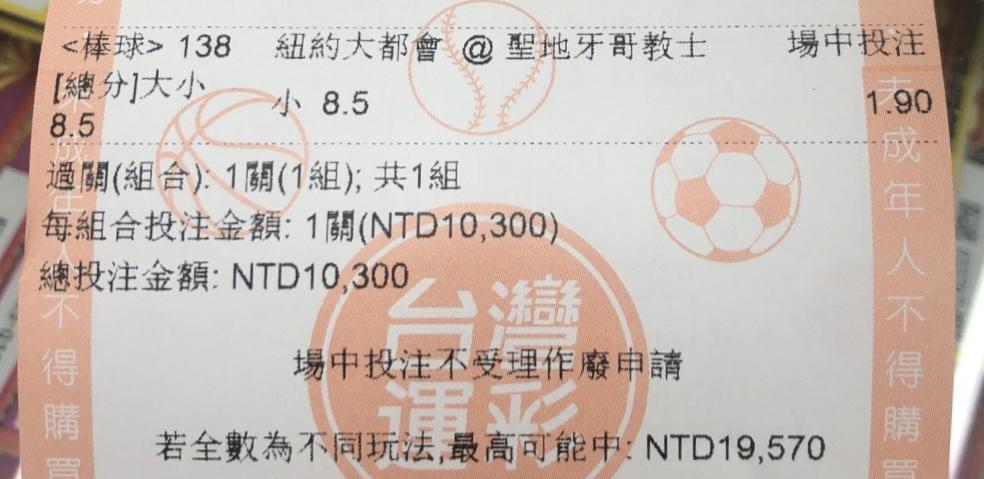 <棒球> 138 紐約大都會 @ 聖地牙哥教士 場中投注
[總分]大小
8.5 小 8.5 1.90
過關(組合): 1關(1組); 共1組
每組合投注金額: 1關(NTD10,300)
總投注金額: NTD10,300
場中投注不受理作廢申請
若全數為不同玩法,最高可能中: NTD19,570
台灣
運彩
未成年人不得購買
未成年人不得購買